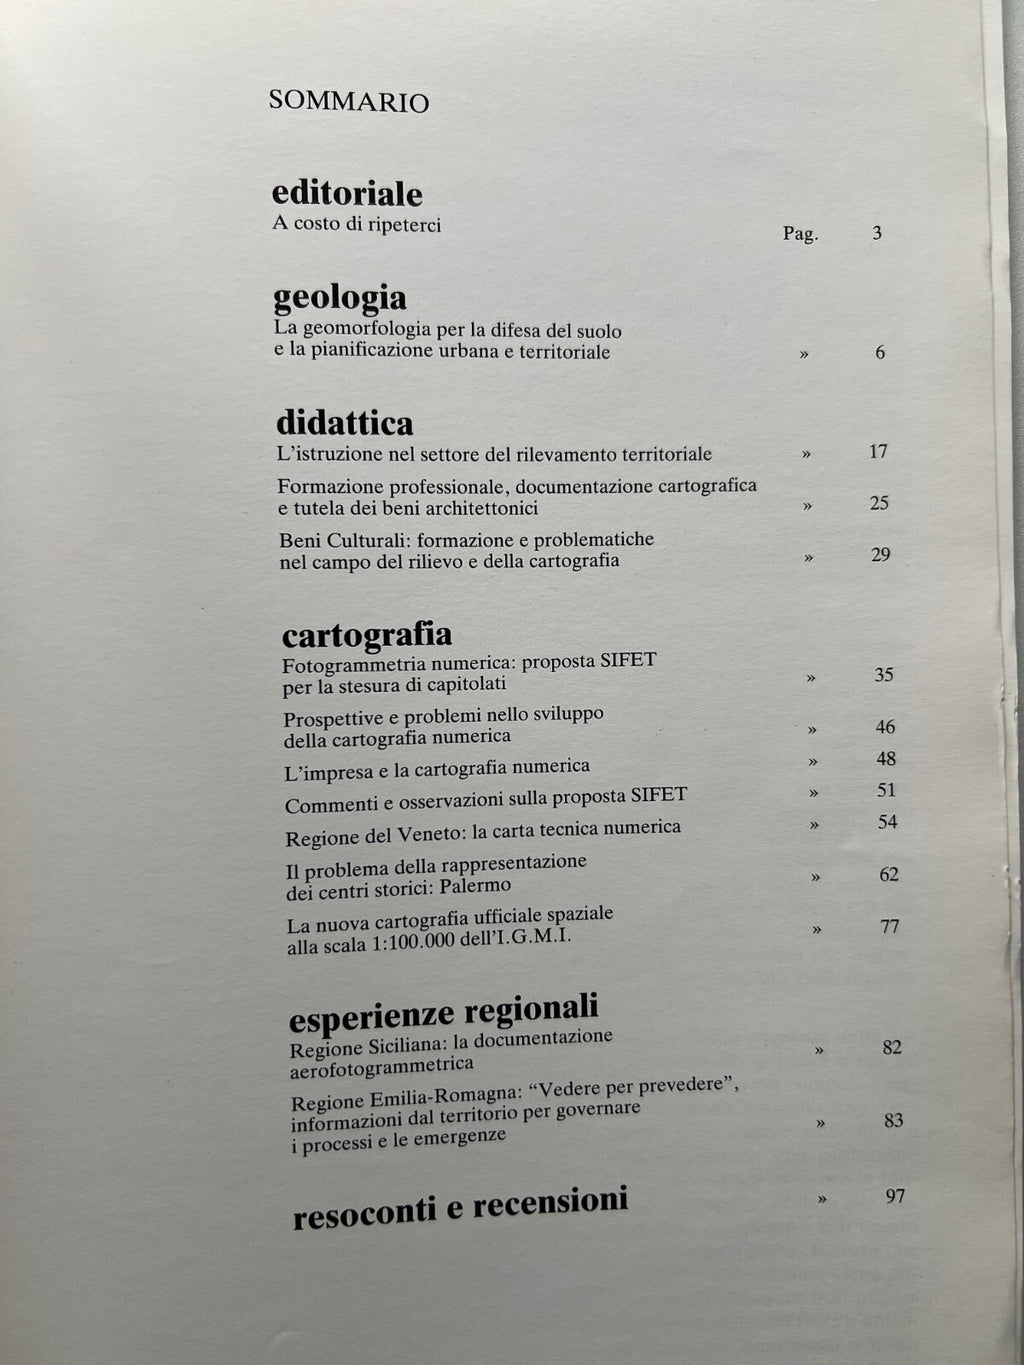 SOMMARIO
editoriale
A costo di ripeterci Pag. 3
geologia
La geomorfologia per la difesa del suolo
e la pianificazione urbana e territoriale » 6
didattica
L'istruzione nel settore del rilevamento territoriale » 17
Formazione professionale, documentazione cartografica
e tutela dei beni architettonici » 25
Beni Culturali: formazione e problematiche
nel campo del rilievo e della cartografia » 29
cartografia
Fotogrammetria numerica: proposta SIFET
per la stesura di capitolati » 35
Prospettive e problemi nello sviluppo
della cartografia numerica » 46
L'impresa e la cartografia numerica » 48
Commenti e osservazioni sulla proposta SIFET » 51
Regione del Veneto: la carta tecnica numerica » 54
Il problema della rappresentazione
dei centri storici: Palermo » 62
La nuova cartografia ufficiale spaziale
alla scala 1:100.000 dell'I.G.M.I. » 77
esperienze regionali
Regione Siciliana: la documentazione
aerofotogrammetrica » 82
Regione Emilia-Romagna: “Vedere per prevedere”,
informazioni dal territorio per governare
i processi e le emergenze » 83
resoconti e recensioni » 97